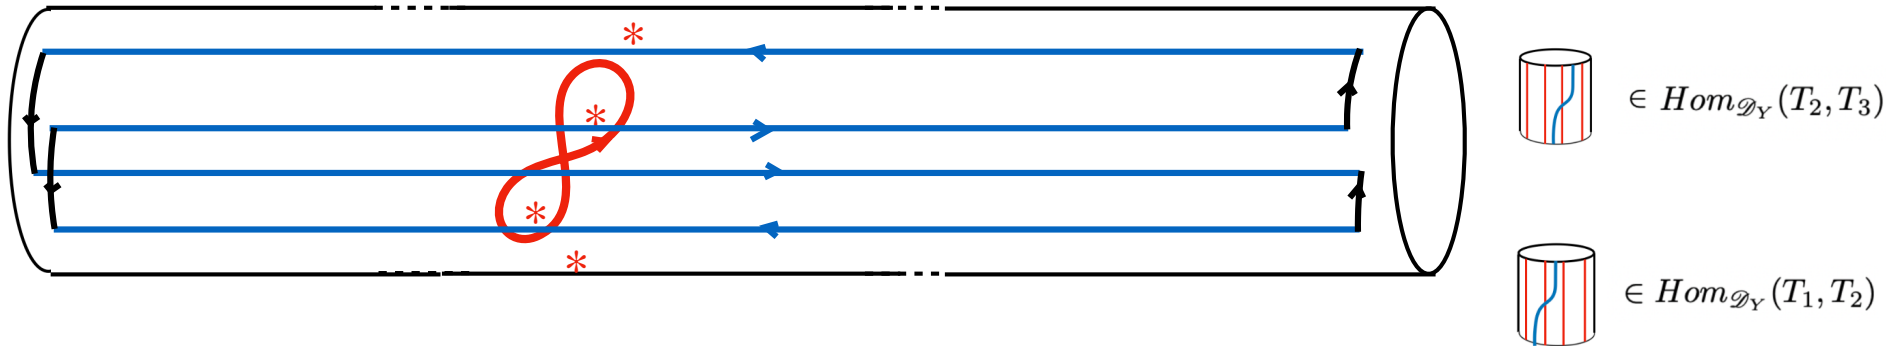 *
*
*
*
∈ Hom_{𝒟_Y}(T_2, T_3)
∈ Hom_{𝒟_Y}(T_1, T_2)